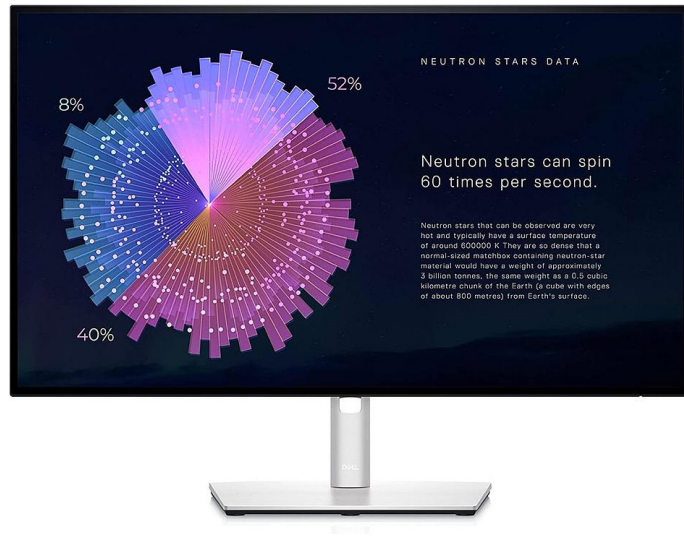 NEUTRON STARS DATA
52%
8%
Neutron stars can spin
60 times per second.
Neutron stars that can be observed are very
hot and typically have a surface temperature
of around 600000 K They are so dense that a
normal-sized matchbox containing neutron-star
material would have a weight of approximately
3 billion tonnes, the same weight as a 0.5 cubic
kilometre chunk of the Earth (a cube with edges
of about 800 metres) from Earth's surface.
40%
DELL